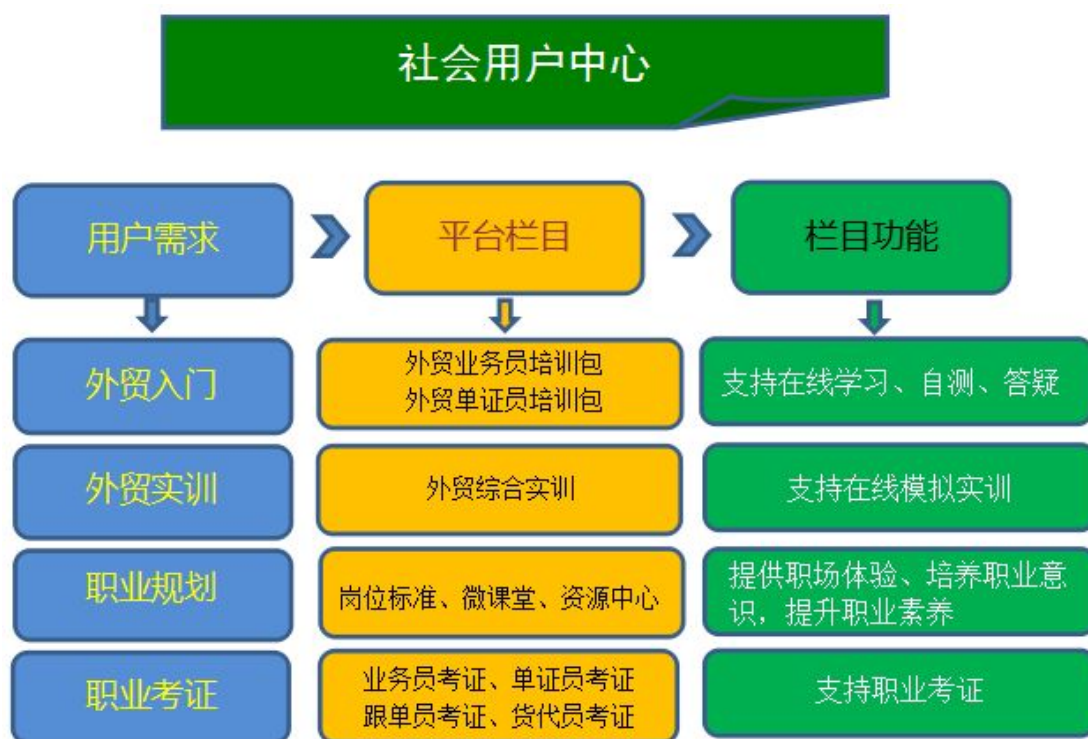 社会用户中心
用户需求
平台栏目
栏目功能
外贸入门
外贸业务员培训包
外贸单证员培训包
支持在线学习、自测、答疑
外贸实训
外贸综合实训
支持在线模拟实训
职业规划
岗位标准、微课堂、资源中心
提供职场体验、培养职业意
识，提升职业素养
职业考证
业务员考证、单证员考证
跟单员考证、货代员考证
支持职业考证